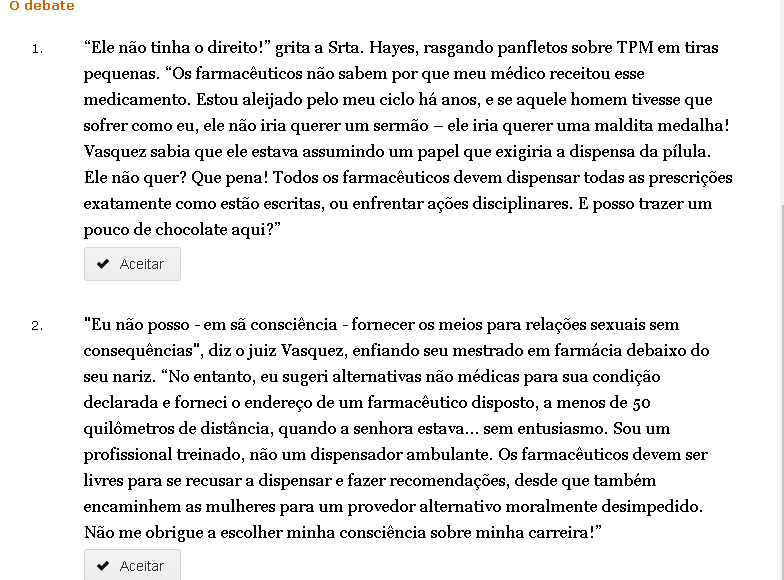 O debate
1. “Ele não tinha o direito!” grita a Srta. Hayes, rasgando panfletos sobre TPM em tiras
pequenas. “Os farmacêuticos não sabem por que meu médico receitou esse
medicamento. Estou aleijado pelo meu ciclo há anos, e se aquele homem tivesse que
sofrer como eu, ele não iria querer um sermão – ele iria querer uma maldita medalha!
Vasquez sabia que ele estava assumindo um papel que exigiria a dispensa da pílula.
Ele não quer? Que pena! Todos os farmacêuticos devem dispensar todas as prescrições
exatamente como estão escritas, ou enfrentar ações disciplinares. E posso trazer um
pouco de chocolate aqui?”
Aceitar
2. "Eu não posso - em sã consciência - fornecer os meios para relações sexuais sem
consequências", diz o juiz Vasquez, enfiando seu mestrado em farmácia debaixo do
seu nariz. “No entanto, eu sugeri alternativas não médicas para sua condição
declarada e forneci o endereço de um farmacêutico disposto, a menos de 50
quilômetros de distância, quando a senhora estava... sem entusiasmo. Sou um
profissional treinado, não um dispensador ambulante. Os farmacêuticos devem ser
livres para se recusar a dispensar e fazer recomendações, desde que também
encaminhem as mulheres para um provedor alternativo moralmente desimpedido.
Não me obrigue a escolher minha consciência sobre minha carreira!”
Aceitar